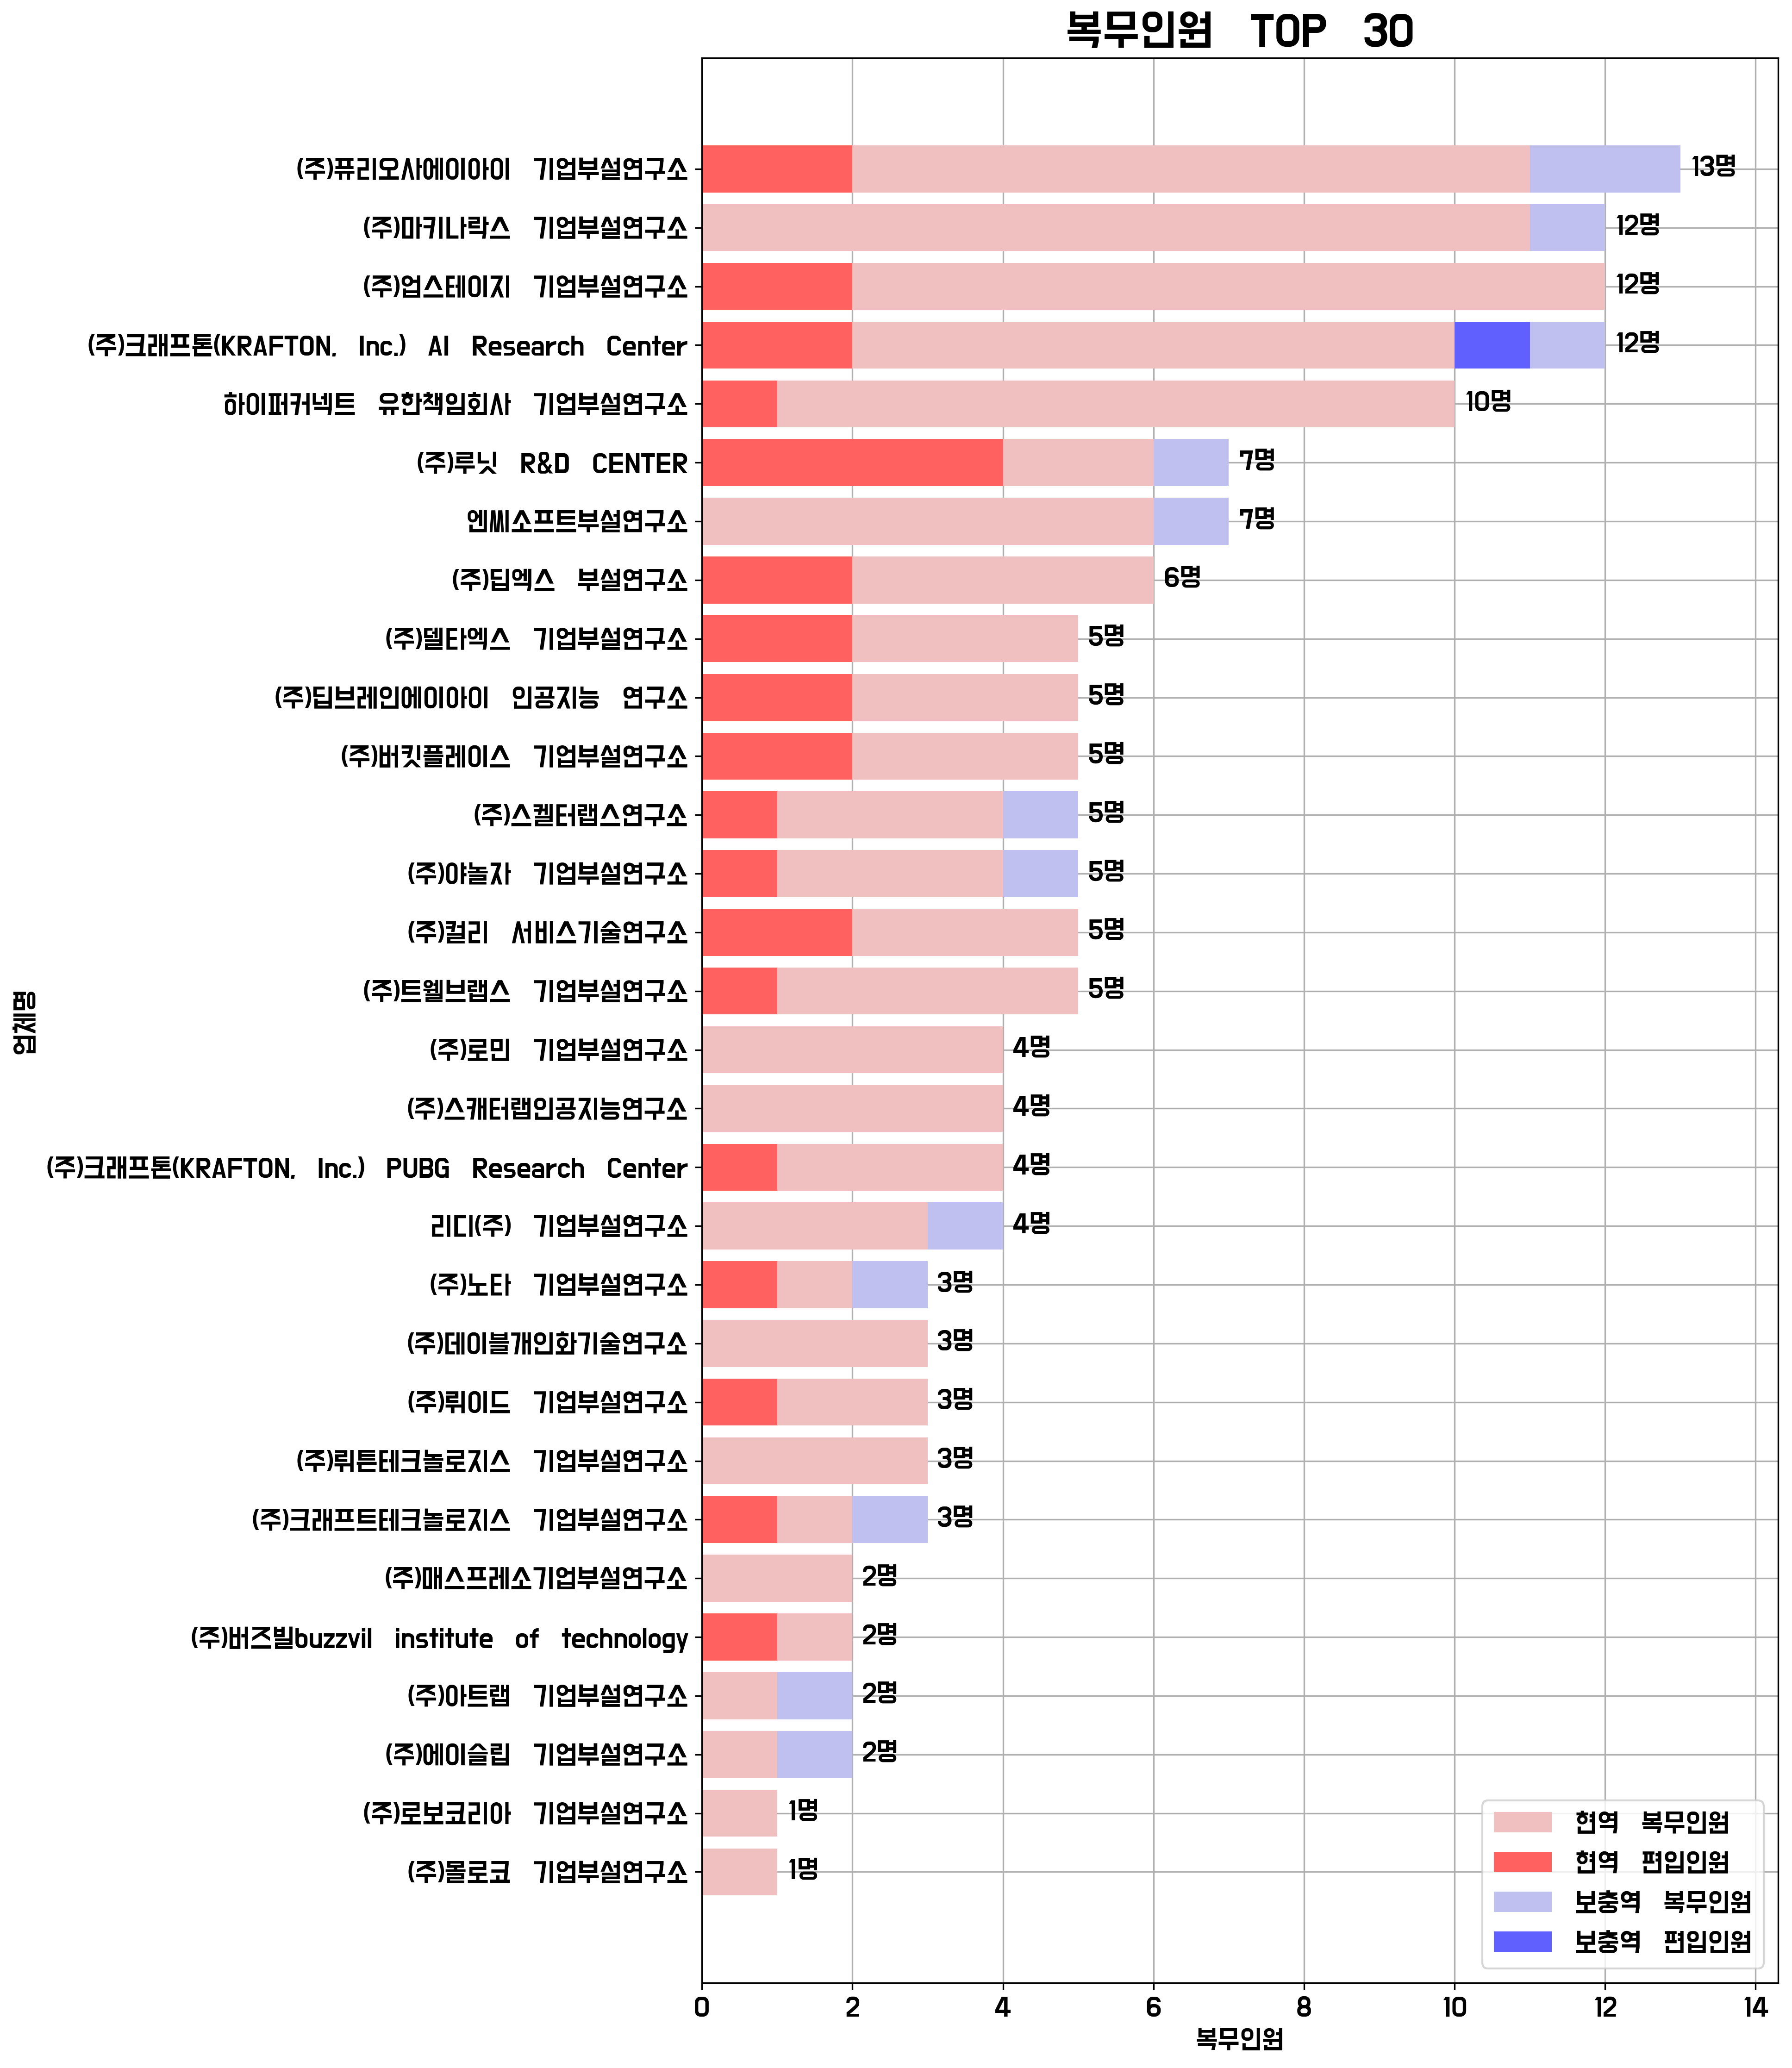 복무인원 TOP 30
(주)퓨리오사에이아이 기업부설연구소 13명
(주)마키나락스 기업부설연구소 12명
(주)업스테이지 기업부설연구소 12명
(주)크래프톤(KRAFTON, Inc.) AI Research Center 12명
하이퍼커넥트 유한책임회사 기업부설연구소 10명
(주)루닛 R&D CENTER 7명
엔씨소프트부설연구소 7명
(주)딥엑스 부설연구소 6명
(주)델타엑스 기업부설연구소 5명
(주)딥브레인에이아이 인공지능 연구소 5명
(주)버킷플레이스 기업부설연구소 5명
(주)스켈터랩스연구소 5명
(주)야놀자 기업부설연구소 5명
(주)컬리 서비스기술연구소 5명
(주)트웰브랩스 기업부설연구소 5명
(주)로민 기업부설연구소 4명
(주)스캐터랩인공지능연구소 4명
(주)크래프톤(KRAFTON, Inc.) PUBG Research Center 4명
리디(주) 기업부설연구소 4명
(주)노타 기업부설연구소 3명
(주)데이블개인화기술연구소 3명
(주)뤼이드 기업부설연구소 3명
(주)뤼튼테크놀로지스 기업부설연구소 3명
(주)크래프트테크놀로지스 기업부설연구소 3명
(주)매스프레소기업부설연구소 2명
(주)버즈빌buzzvil institute of technology 2명
(주)아트랩 기업부설연구소 2명
(주)에이슬립 기업부설연구소 2명
(주)로보코리아 기업부설연구소 1명
(주)몰로코 기업부설연구소 1명
업체명
현역 복무인원
현역 편입인원
보충역 복무인원
보충역 편입인원
0 2 4 6 8 10 12 14
복무인원